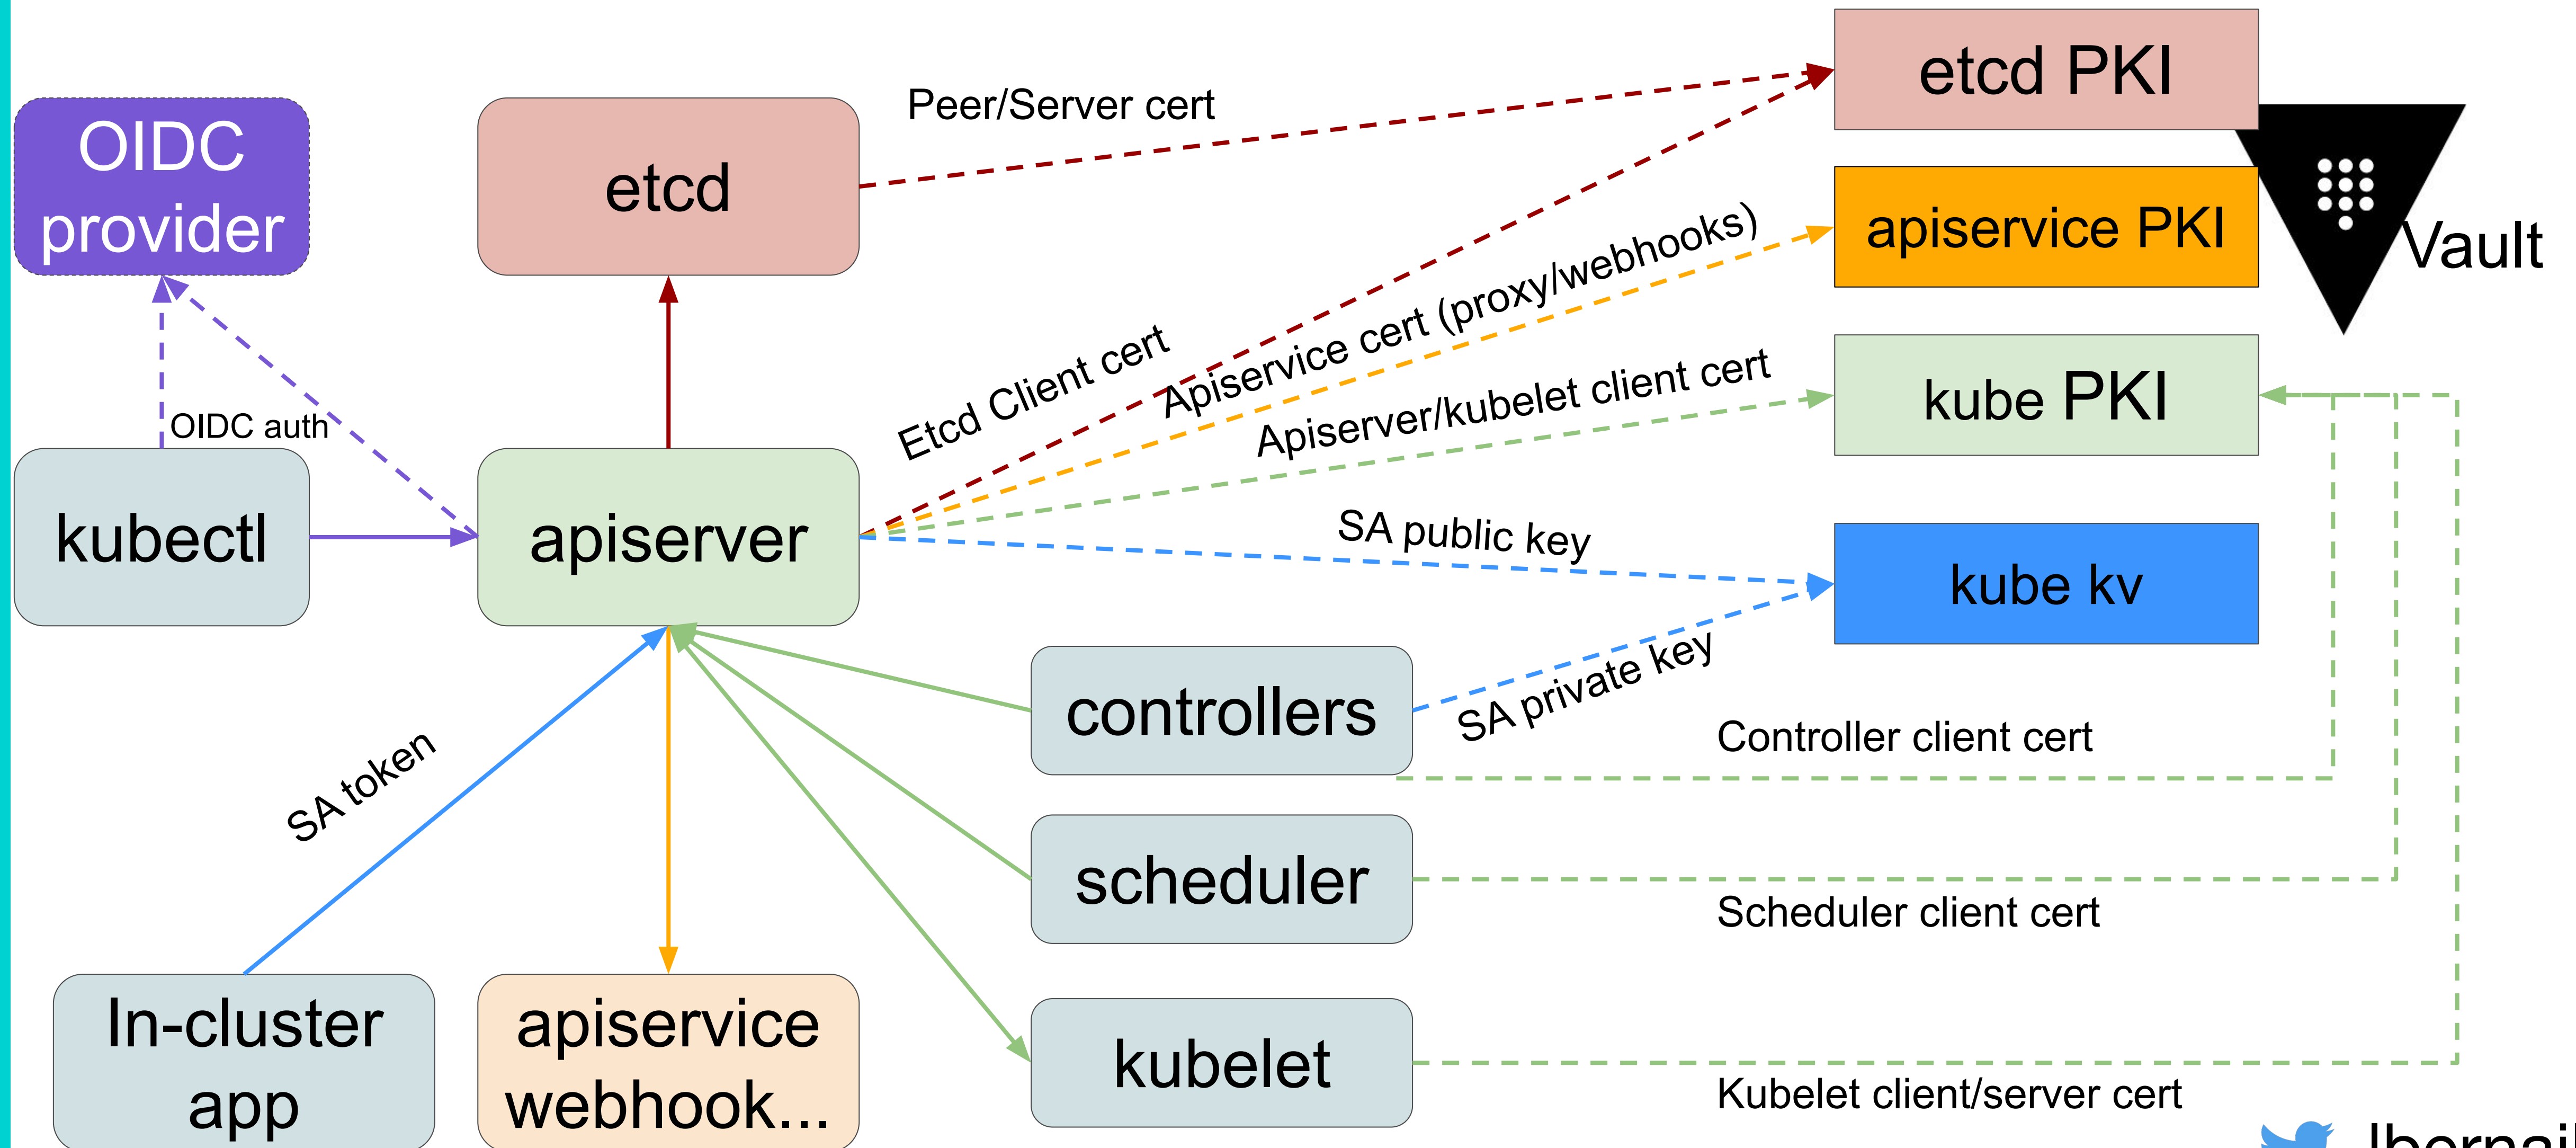 etcd PKI
Peer/Server cert
OIDC
provider
etcd
apiservice PKI
Vault
Etcd Client cert
Apiservice cert (proxy/webhooks)
Apiserver/kubelet client cert
kube PKI
OIDC auth
kubectl
apiserver
SA public key
kube kv
controllers
SA private key
Controller client cert
SA token
scheduler
Scheduler client cert
In-cluster
app
apiservice
webhook...
kubelet
Kubelet client/server cert